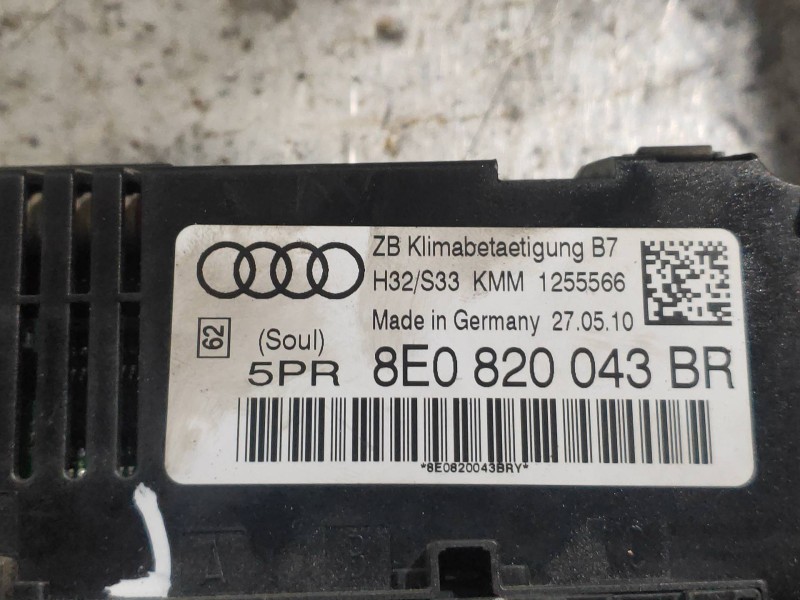 ZB Klimabetaetigung B7
H32/S33 KMM 1255566
Made in Germany 27.05.10
62
(Soul)
5PR 8E0 820 043 BR
*8E0820043BRY*
A